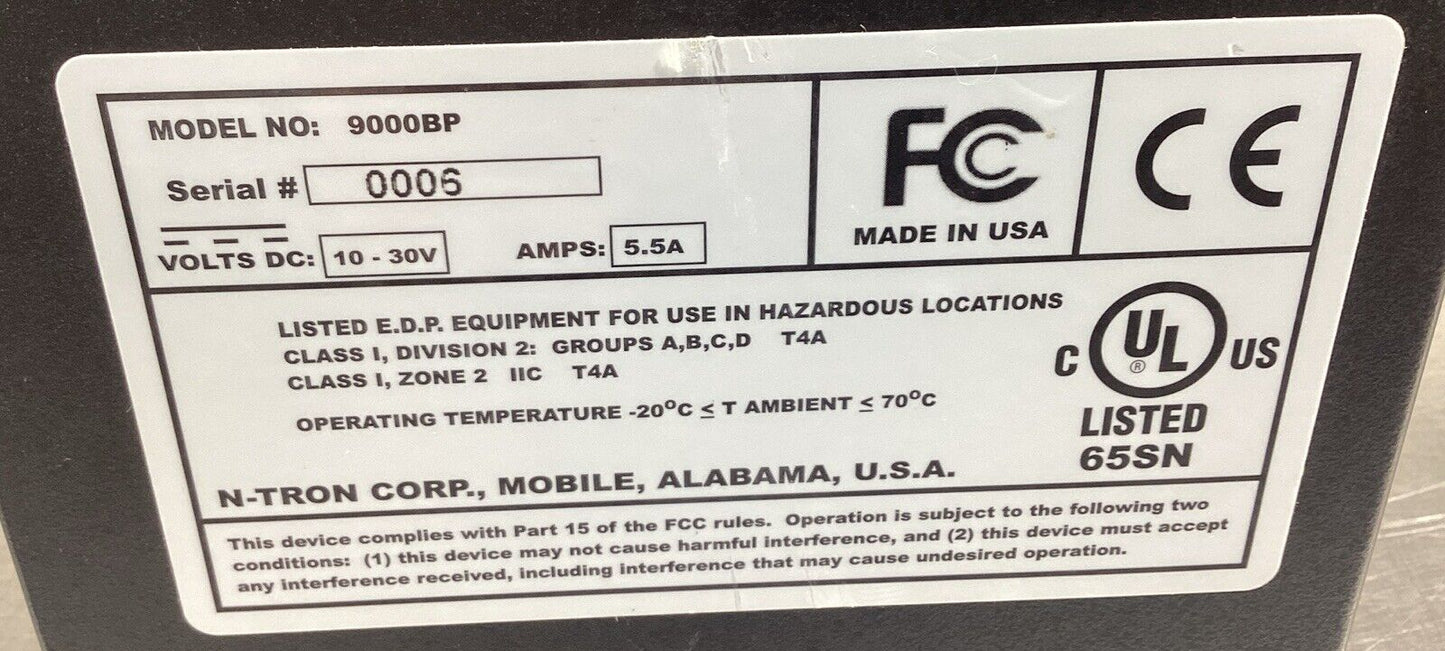 MODEL NO: 9000BP
Serial # 0006
VOLTS DC: 10 - 30V AMPS: 5.5A
FC
MADE IN USA
CE
LISTED E.D.P. EQUIPMENT FOR USE IN HAZARDOUS LOCATIONS
CLASS I, DIVISION 2: GROUPS A,B,C,D T4A
CLASS I, ZONE 2 IIC T4A
OPERATING TEMPERATURE -20°C ≤ T AMBIENT ≤ 70°C
C UL ® US
LISTED
65SN
N-TRON CORP., MOBILE, ALABAMA, U.S.A.
This device complies with Part 15 of the FCC rules. Operation is subject to the following two
conditions: (1) this device may not cause harmful interference, and (2) this device must accept
any interference received, including interference that may cause undesired operation.